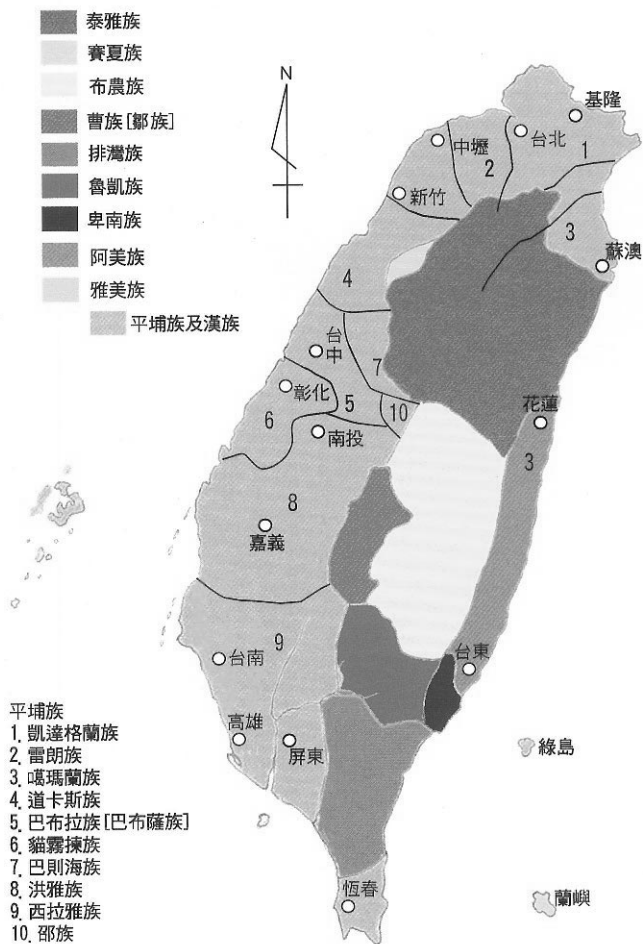 泰雅族
賽夏族
布農族
曹族[鄒族]
排灣族
魯凱族
卑南族
阿美族
雅美族
平埔族及漢族
N
基隆
台北
中壢
1
2
新竹
3
蘇澳
4
台中
7
彰化
5
10
花蓮
6
南投
3
8
嘉義
9
台南
台東
高雄
屏東
綠島
恆春
蘭嶼
平埔族
1. 凱達格蘭族
2. 雷朗族
3. 噶瑪蘭族
4. 道卡斯族
5. 巴布拉族[巴布薩族]
6. 貓霧揀族
7. 巴則海族
8. 洪雅族
9. 西拉雅族
10. 邵族